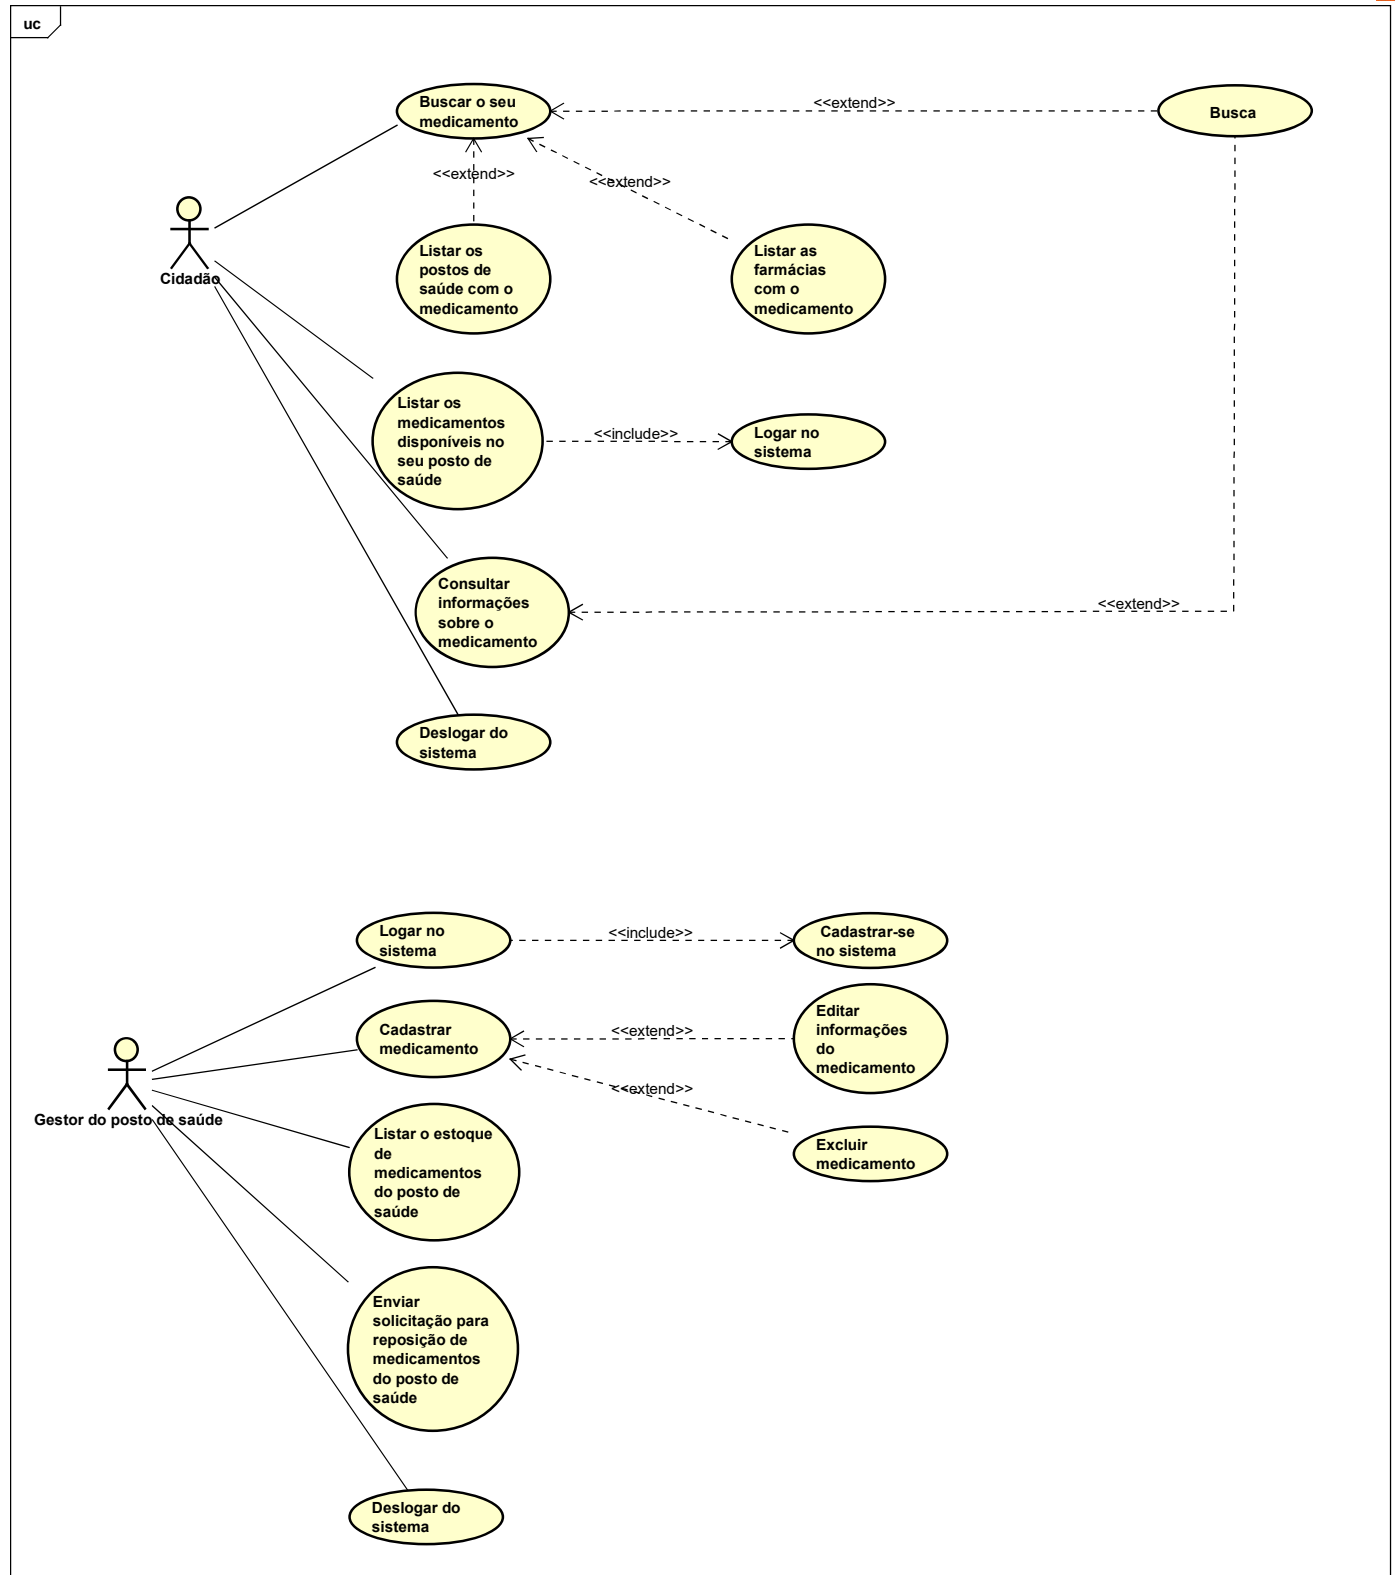 uc
Buscar o seu
medicamento
<<extend>>
Busca
<<extend>>
<<extend>>
Cidadão
Listar os
postos de
saúde com o
medicamento
Listar as
farmácias
com o
medicamento
Listar os
medicamentos
disponíveis no
seu posto de
saúde
<<include>>
Logar no
sistema
Consultar
informações
sobre o
medicamento
<<extend>>
Deslogar do
sistema
Logar no
sistema
<<include>>
Cadastrar-se
no sistema
Cadastrar
medicamento
<<extend>>
Editar
informações
do
medicamento
<<extend>>
Gestor do posto de saúde
Listar o estoque
de
medicamentos
do posto de
saúde
Excluir
medicamento
Enviar
solicitação para
reposição de
medicamentos
do posto de
saúde
Deslogar do
sistema